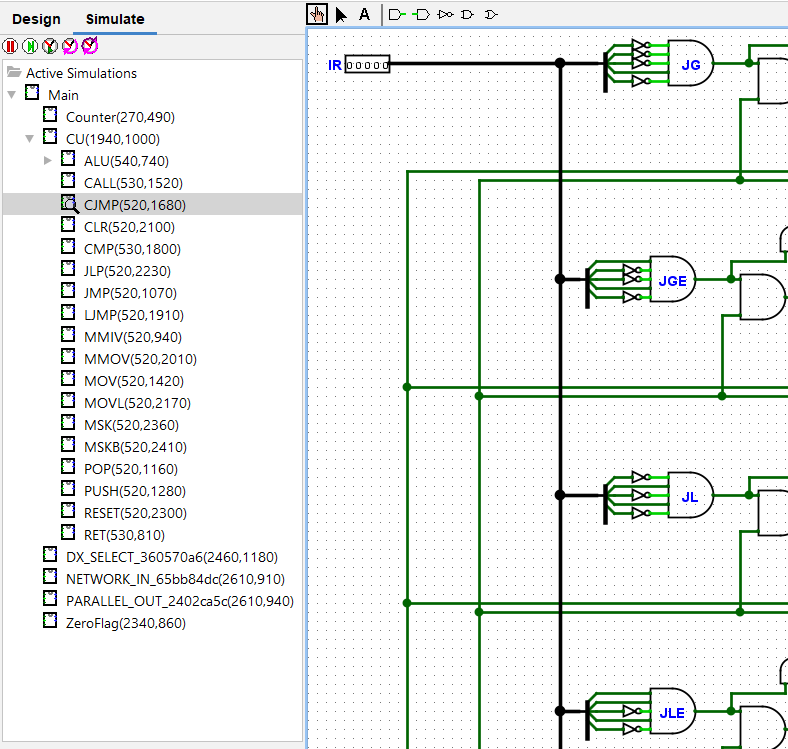 Design Simulate
A
Active Simulations
Main
Counter(270,490)
CU(1940,1000)
ALU(540,740)
CALL(530,1520)
CJMP(520,1680)
CLR(520,2100)
CMP(530,1800)
JLP(520,2230)
JMP(520,1070)
LJMP(520,1910)
MMIV(520,940)
MMOV(520,2010)
MOV(520,1420)
MOVL(520,2170)
MSK(520,2360)
MSKB(520,2410)
POP(520,1160)
PUSH(520,1280)
RESET(520,2300)
RET(530,810)
DX_SELECT_360570a6(2460,1180)
NETWORK_IN_65bb84dc(2610,910)
PARALLEL_OUT_2402ca5c(2610,940)
ZeroFlag(2340,860)
IR 00000
JG
JGE
JL
JLE